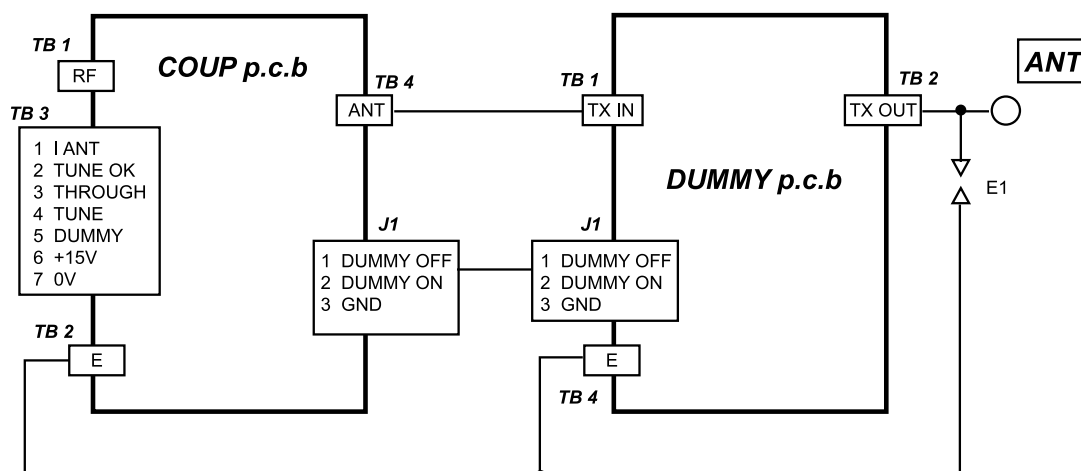 COUP p.c.b
TB 1
RF
TB 3
1 I ANT
2 TUNE OK
3 THROUGH
4 TUNE
5 DUMMY
6 +15V
7 0V
TB 2
E
TB 4
ANT
J1
1 DUMMY OFF
2 DUMMY ON
3 GND
DUMMY p.c.b
TB 1
TX IN
J1
1 DUMMY OFF
2 DUMMY ON
3 GND
E
TB 4
TB 2
TX OUT
ANT
E1